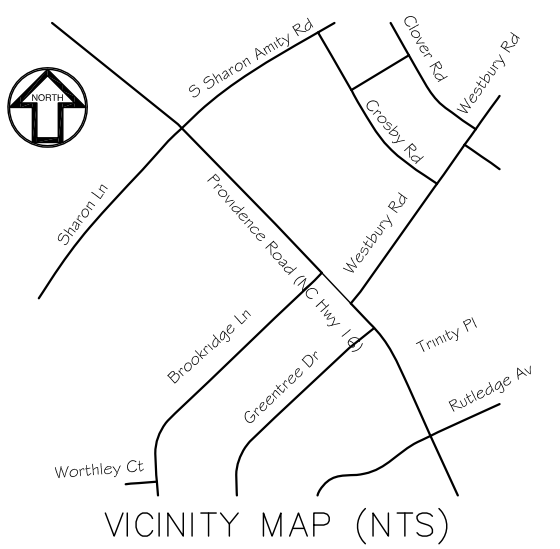 S Sharon Amity Rd
Clover Rd
Westbury Rd
NORTH
Crosby Rd
Sharon Ln
Providence Road (NC Hwy 16)
Westbury Rd
Brookridge Ln
Trinity Pl
Greentree Dr
Rutledge Av
Worthley Ct
VICINITY MAP (NTS)